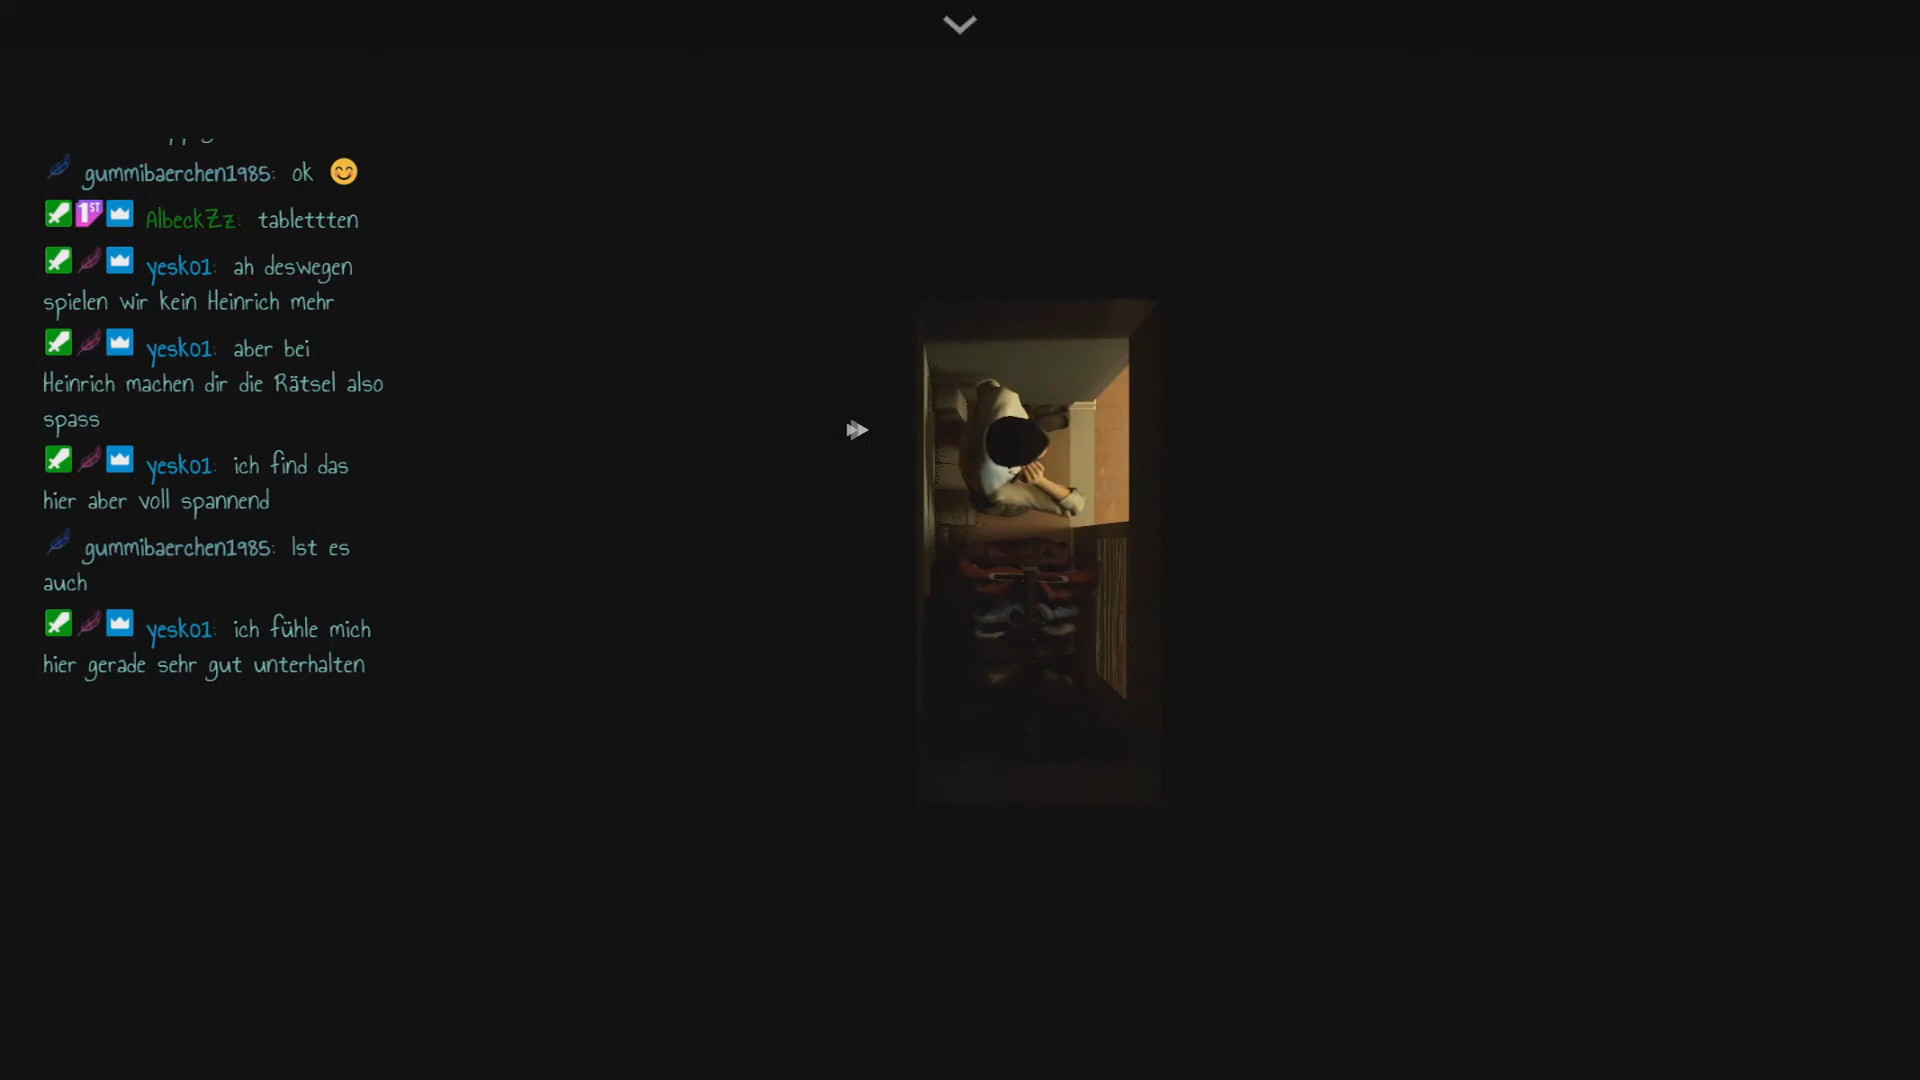 gummibaerchen1985: ok 😊
1ST AlbeckZz: tablettten
yesko1: ah deswegen
spielen wir kein Heinrich mehr
yesko1: aber bei
Heinrich machen dir die Rätsel also
spass
yesko1: ich find das
hier aber voll spannend
gummibaerchen1985: Ist es
auch
yesko1: ich fühle mich
hier gerade sehr gut unterhalten